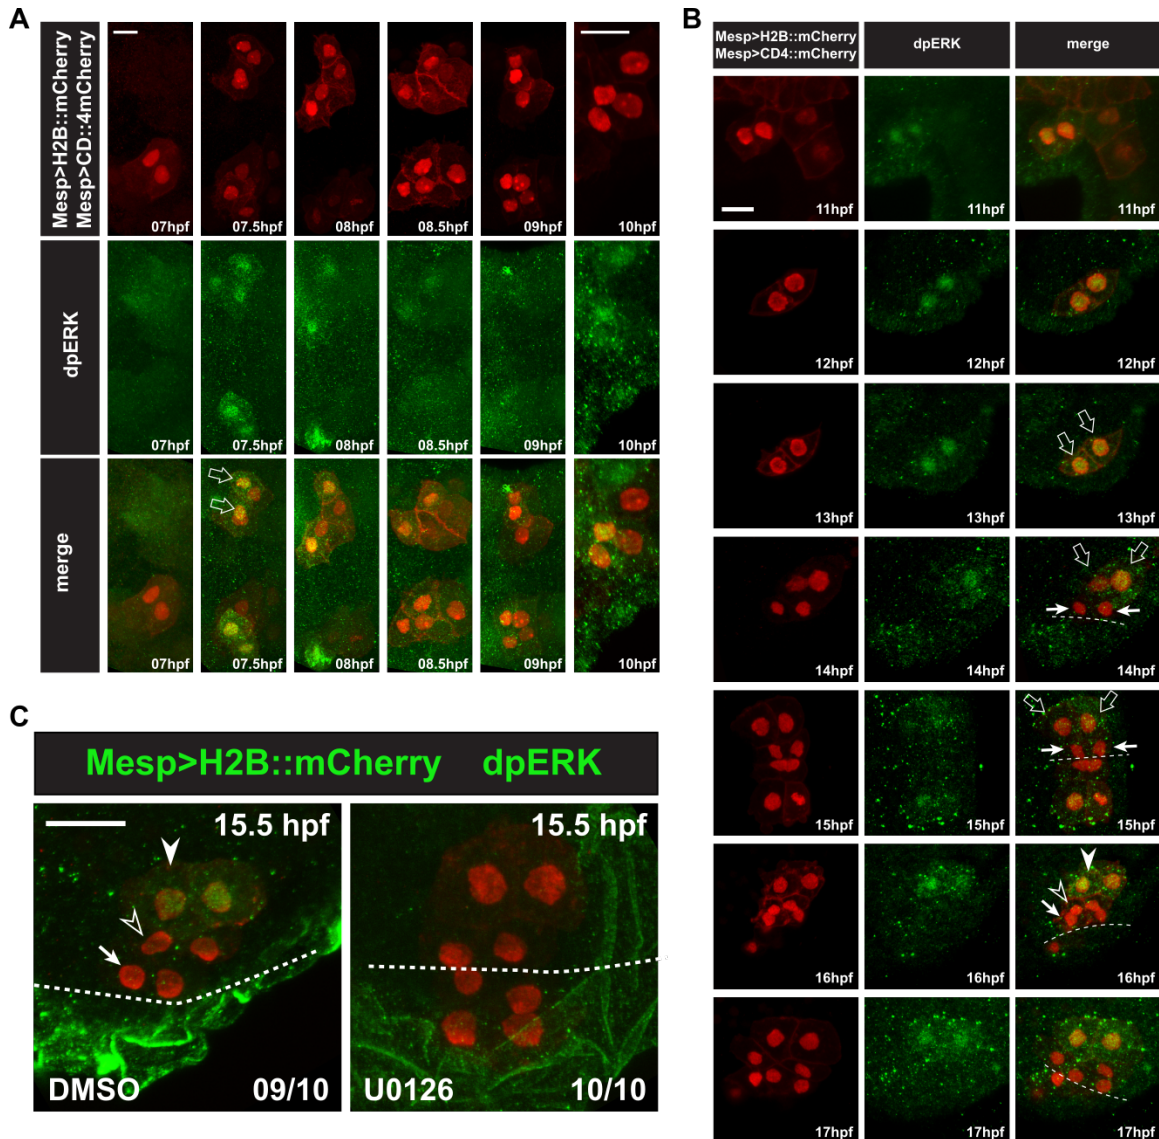 A
Mesp>H2B::mCherry
Mesp>CD::4mCherry
07hpf
07.5hpf
08hpf
08.5hpf
09hpf
10hpf
dpERK
07hpf
07.5hpf
08hpf
08.5hpf
09hpf
10hpf
merge
07hpf
07.5hpf
08hpf
08.5hpf
09hpf
10hpf
B
Mesp>H2B::mCherry
Mesp>CD4::mCherry
dpERK
merge
11hpf
11hpf
11hpf
12hpf
12hpf
12hpf
13hpf
13hpf
13hpf
14hpf
14hpf
14hpf
15hpf
15hpf
15hpf
16hpf
16hpf
16hpf
17hpf
17hpf
17hpf
C
Mesp>H2B::mCherry dpERK
15.5 hpf
DMSO 09/10
15.5 hpf
U0126 10/10